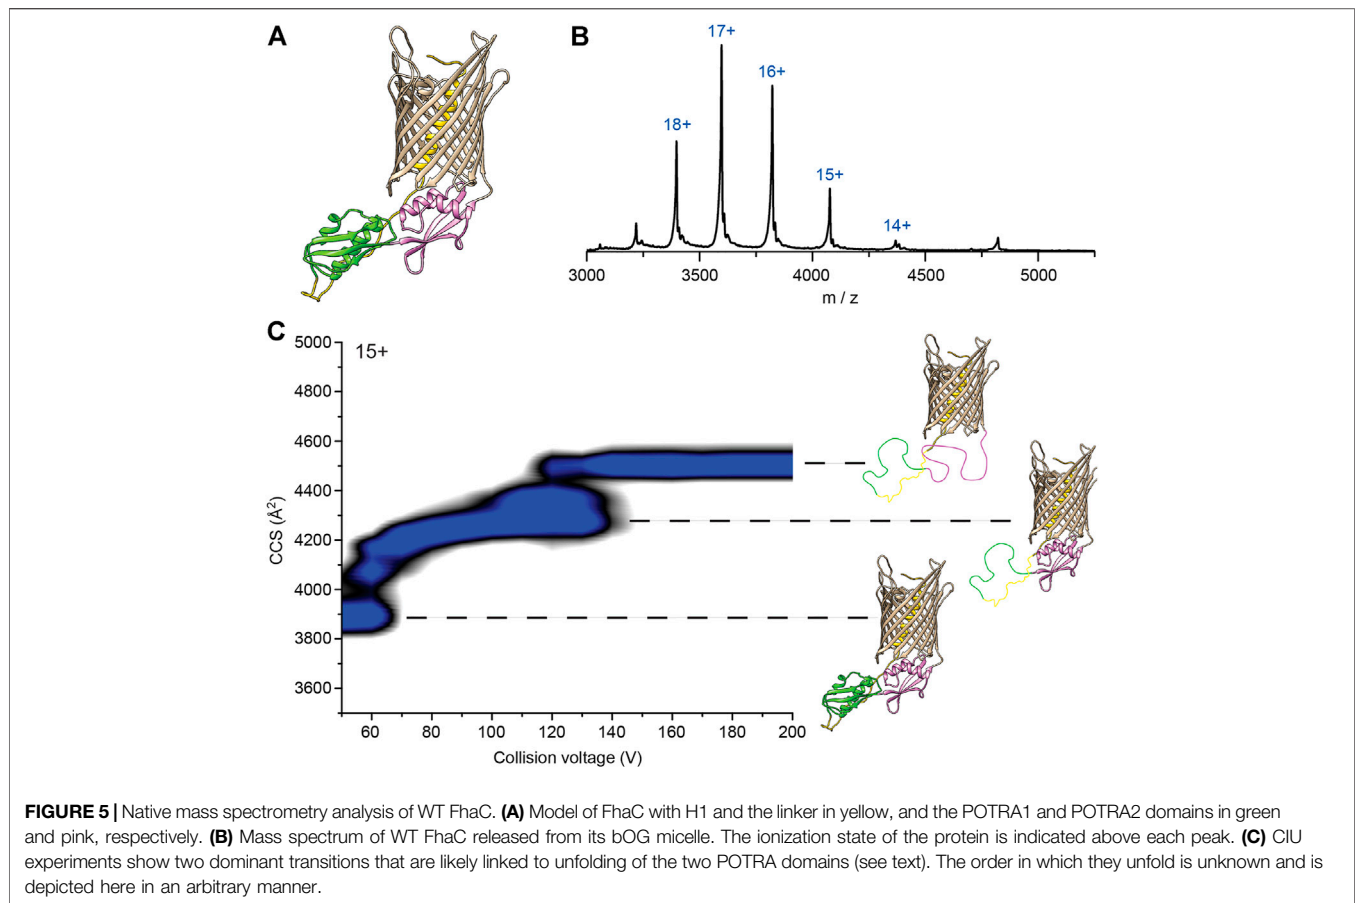 A
B
17+
16+
18+
15+
14+
3000 3500 4000 4500 5000
m / z
C
15+
CCS (Å²)
5000
4800
4600
4400
4200
4000
3800
3600
60 80 100 120 140 160 180 200
Collision voltage (V)
FIGURE 5 | Native mass spectrometry analysis of WT FhaC. (A) Model of FhaC with H1 and the linker in yellow, and the POTRA1 and POTRA2 domains in green
and pink, respectively. (B) Mass spectrum of WT FhaC released from its bOG micelle. The ionization state of the protein is indicated above each peak. (C) CIU
experiments show two dominant transitions that are likely linked to unfolding of the two POTRA domains (see text). The order in which they unfold is unknown and is
depicted here in an arbitrary manner.